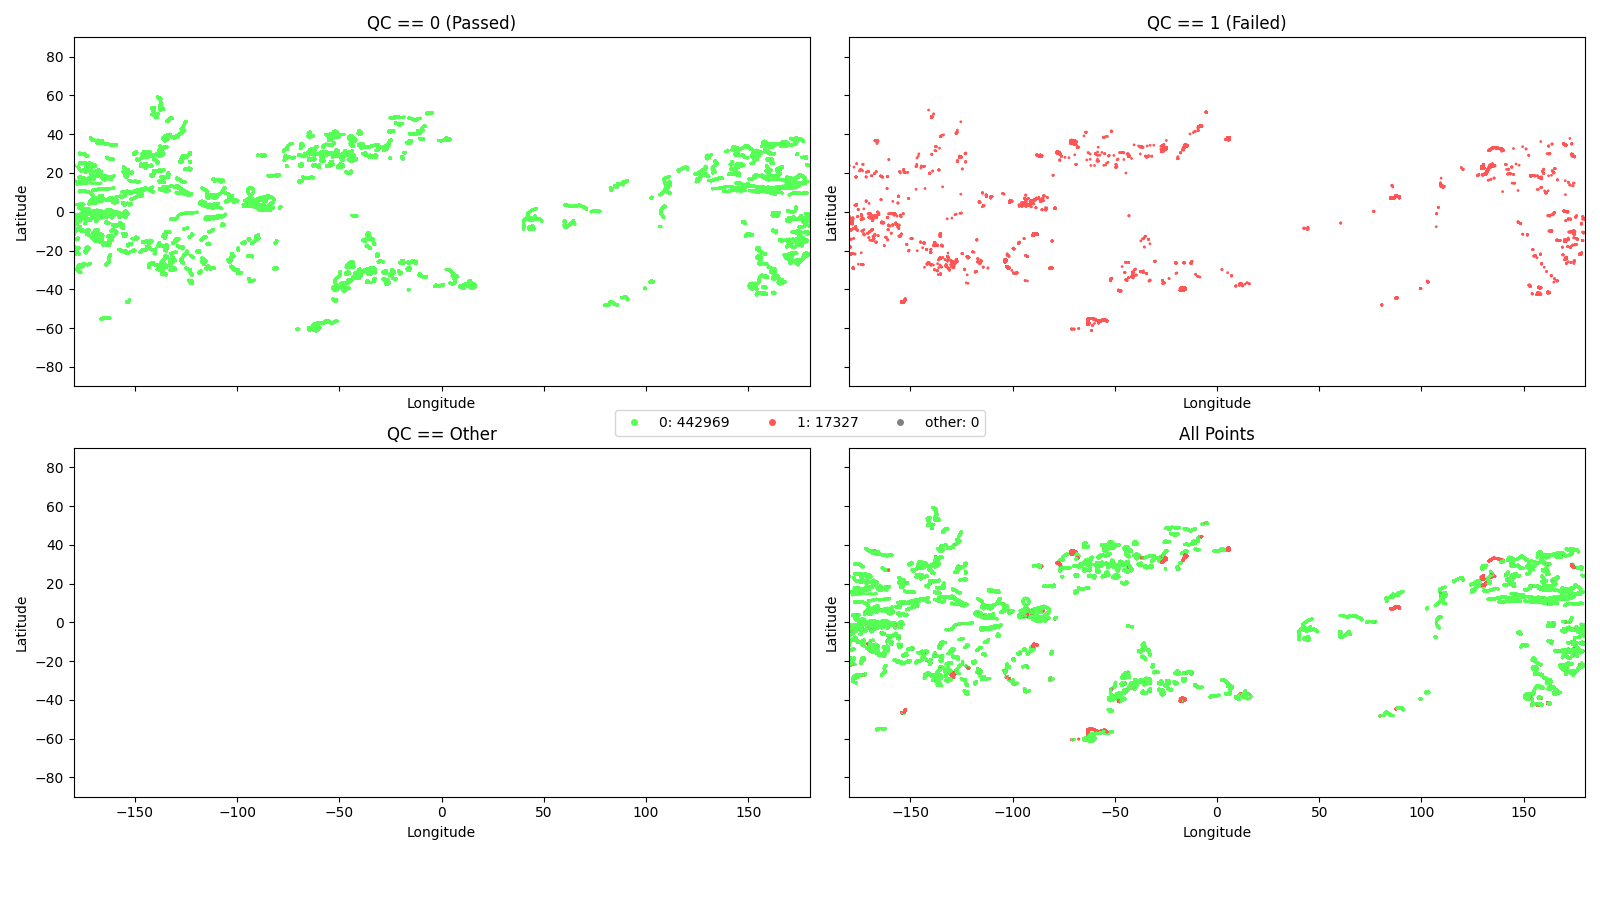 QC == 0 (Passed)
QC == 1 (Failed)
80
60
40
20
0
−20
−40
−60
−80
Latitude
Latitude
Longitude
Longitude
0: 442969
1: 17327
other: 0
QC == Other
All Points
80
60
40
20
0
−20
−40
−60
−80
Latitude
Latitude
−150
−100
−50
0
50
100
150
−150
−100
−50
0
50
100
150
Longitude
Longitude